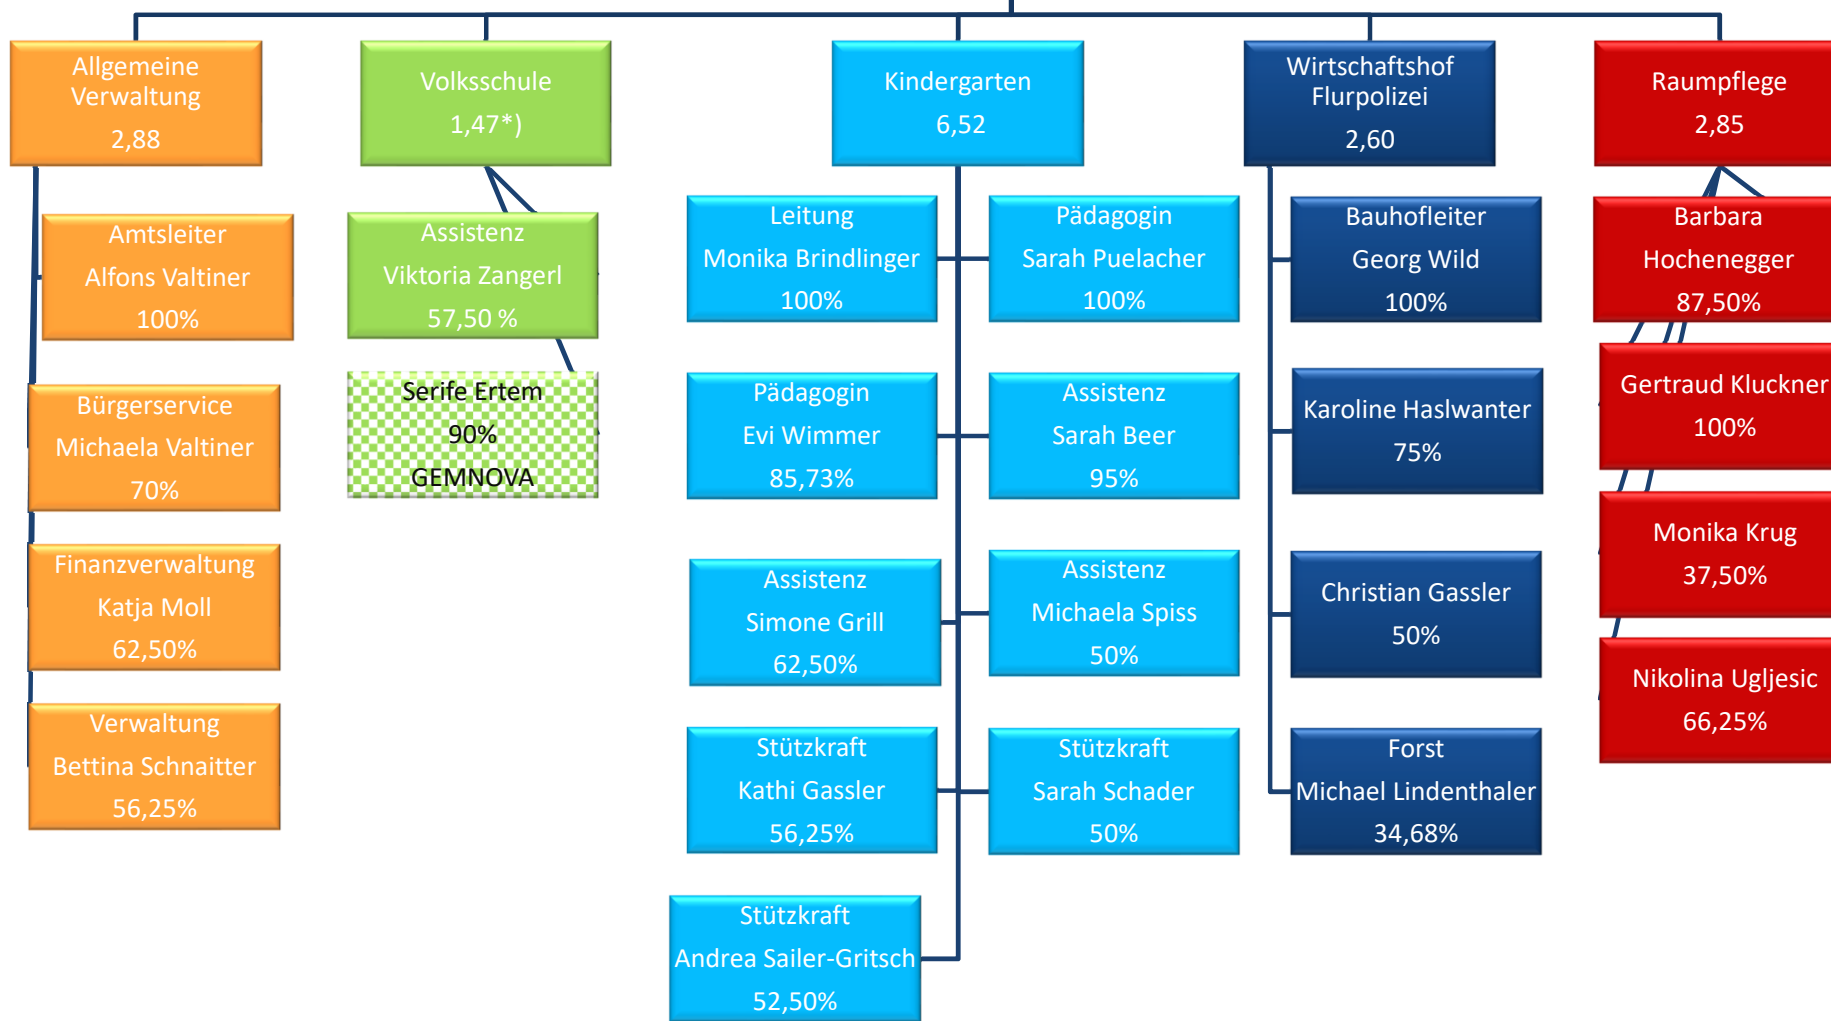 Allgemeine
Verwaltung
2,88
Amtsleiter
Alfons Valtiner
100%
Bürgerservice
Michaela Valtiner
70%
Finanzverwaltung
Katja Moll
62,50%
Verwaltung
Bettina Schnaitter
56,25%
Volksschule
1,47*)
Assistenz
Viktoria Zangerl
57,50 %
Serife Ertem
90%
GEMNOVA
Kindergarten
6,52
Leitung
Monika Brindlinger
100%
Pädagogin
Sarah Puelacher
100%
Pädagogin
Evi Wimmer
85,73%
Assistenz
Sarah Beer
95%
Assistenz
Simone Grill
62,50%
Assistenz
Michaela Spiss
50%
Stützkraft
Kathi Gassler
56,25%
Stützkraft
Sarah Schader
50%
Stützkraft
Andrea Sailer-Gritsch
52,50%
Wirtschaftshof
Flurpolizei
2,60
Bauhofleiter
Georg Wild
100%
Karoline Haslwanter
75%
Christian Gassler
50%
Forst
Michael Lindenthaler
34,68%
Raumpflege
2,85
Barbara
Hochenegger
87,50%
Gertraud Kluckner
100%
Monika Krug
37,50%
Nikolina Ugljesic
66,25%